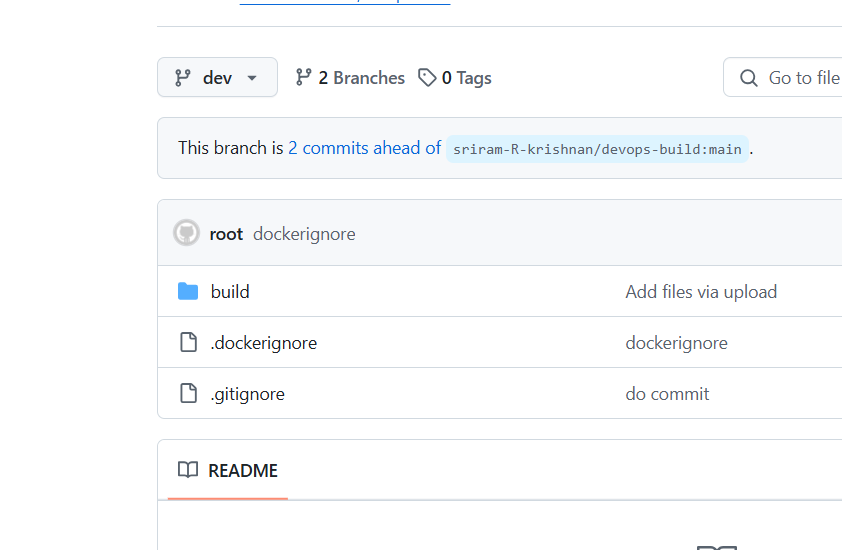 dev 2 Branches 0 Tags Go to file
This branch is 2 commits ahead of sriram-R-krishnan/devops-build:main .
root dockerignore
build Add files via upload
.dockerignore dockerignore
.gitignore do commit
README